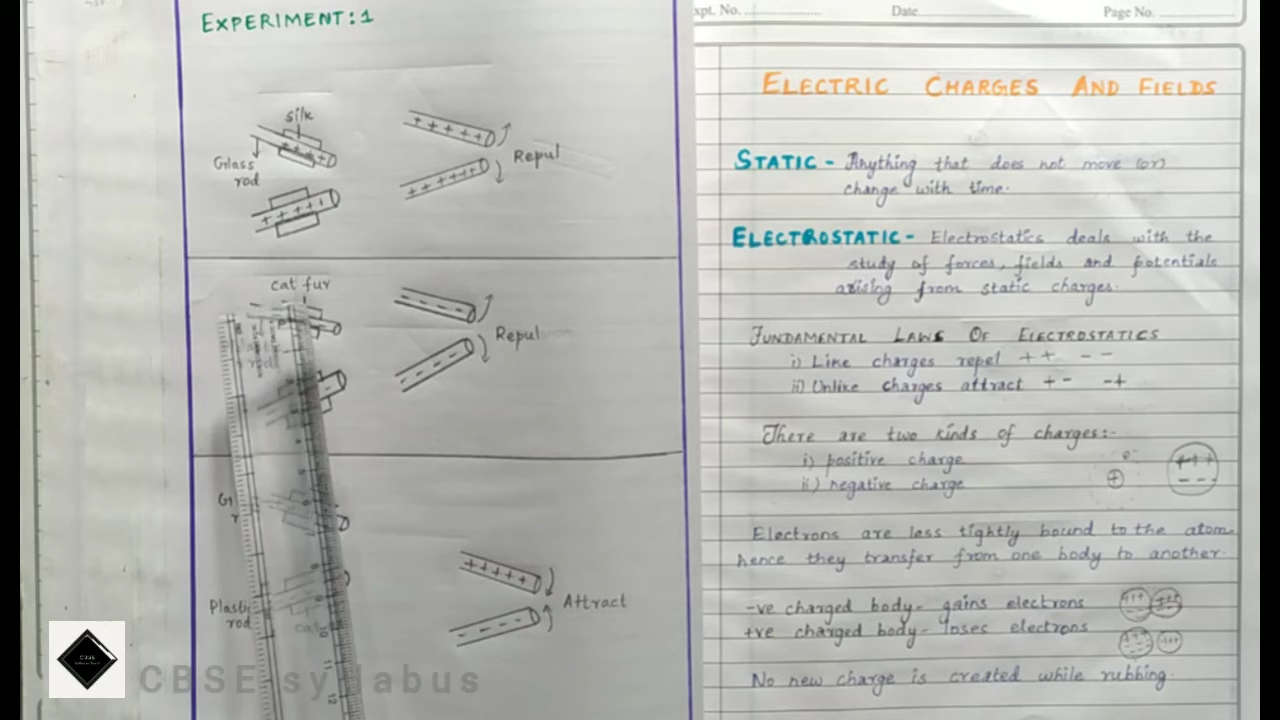 EXPERIMENT: 1
silk
Glass
rod
Repul
cat fur
Repul
Plastic
rod
Attract
CBSE syllabus
xpt. No. Date Page No.
ELECTRIC CHARGES AND FIELDS
STATIC - Anything that does not move (or)
change with time.
ELECTROSTATIC - Electrostatics deals with the
study of forces, fields and potentials
arising from static charges.
FUNDAMENTAL LAWS OF ELECTROSTATICS
i) Like charges repel + + - -
ii) Unlike charges attract + - - +
There are two kinds of charges:-
i) positive charge
ii) negative charge
Electrons are less tightly bound to the atom
hence they transfer from one body to another.
-ve charged body - gains electrons
+ve charged body - loses electrons
No new charge is created while rubbing.